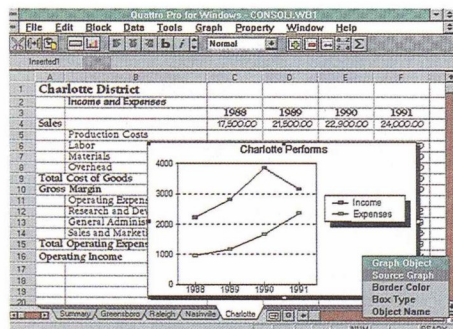 Quattro Pro for Windows - CONSOLI.WB1
File Edit Block Data Tools Graph Property Window Help
Normal
Inserted1
A B C D E F
1 Charlotte District
2 Income and Expenses
3 1988 1989 1990 1991
4 Sales 17,500.00 21,500.00 22,900.00 24,000.00
5 Production Costs
6 Labor
7 Materials
8 Overhead
9 Total Cost of Goods
10 Gross Margin
11 Operating Expens
12 Research and Dev
13 General Adminis
14 Sales and Market
15 Total Operating Expens
16 Operating Income
17
18
19
20
Charlotte Performs
4000
3000
2000
1000
0
1988 1989 1990 1991
Income
Expenses
Graph Object
Source Graph
Border Color
Box Type
Object Name
Summary Greensboro Raleigh Nashville Charlotte
NUM READY